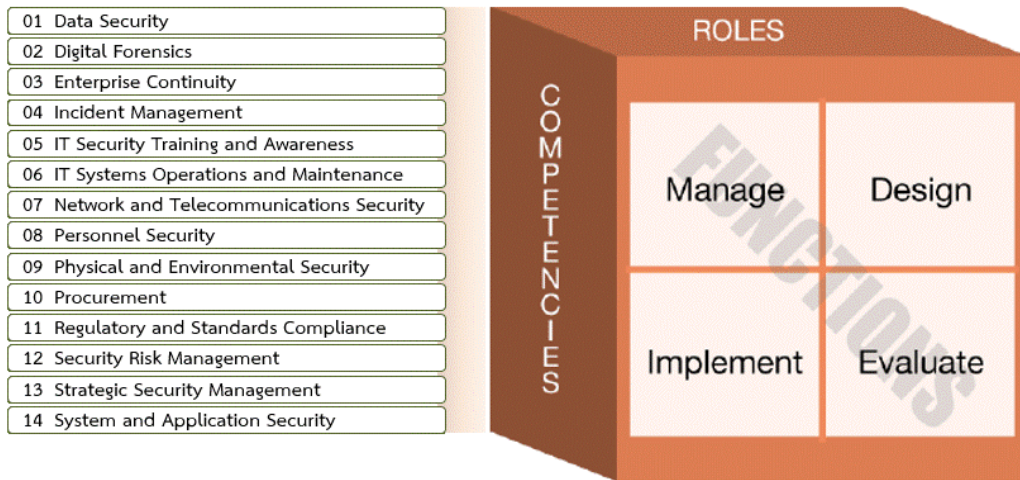 01 Data Security
02 Digital Forensics
03 Enterprise Continuity
04 Incident Management
05 IT Security Training and Awareness
06 IT Systems Operations and Maintenance
07 Network and Telecommunications Security
08 Personnel Security
09 Physical and Environmental Security
10 Procurement
11 Regulatory and Standards Compliance
12 Security Risk Management
13 Strategic Security Management
14 System and Application Security
ROLES
COMPETENCIES
FUNCTIONS
Manage
Design
Implement
Evaluate